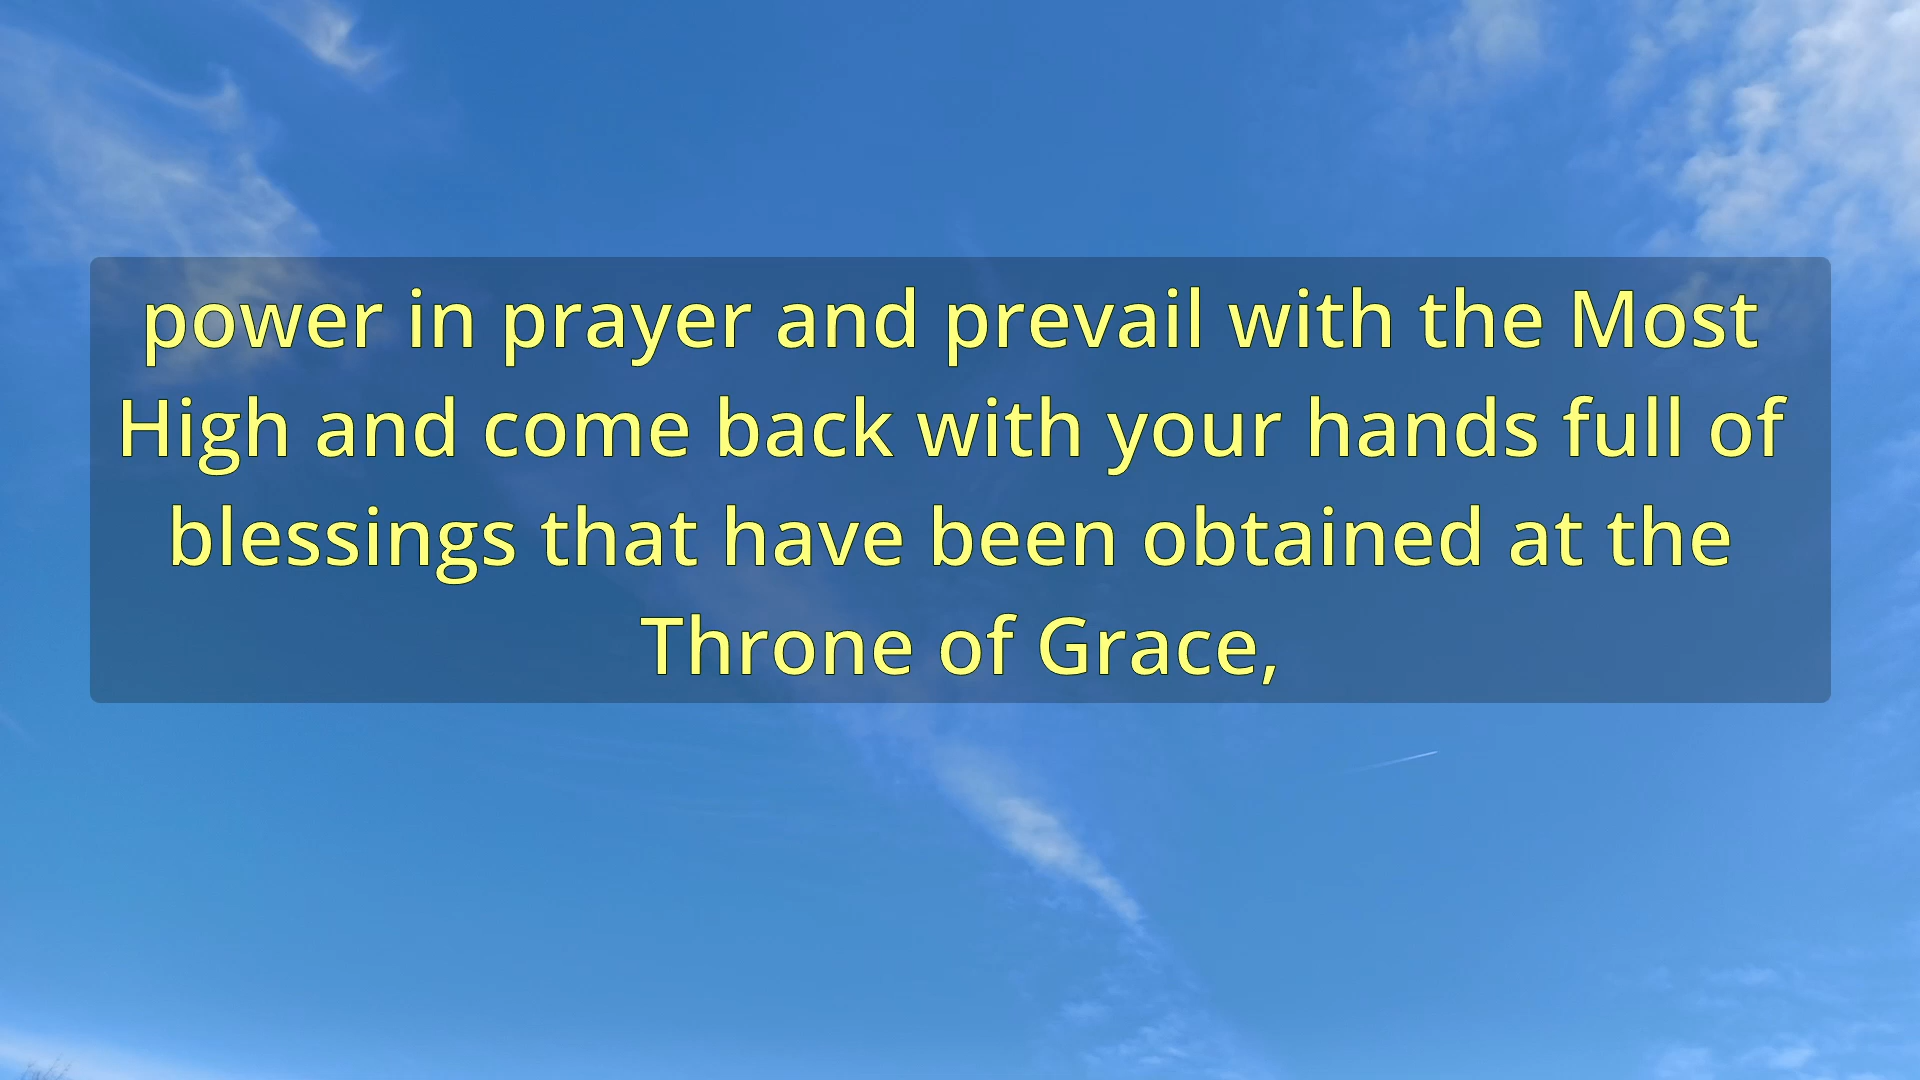 power in prayer and prevail with the Most
High and come back with your hands full of
blessings that have been obtained at the
Throne of Grace,